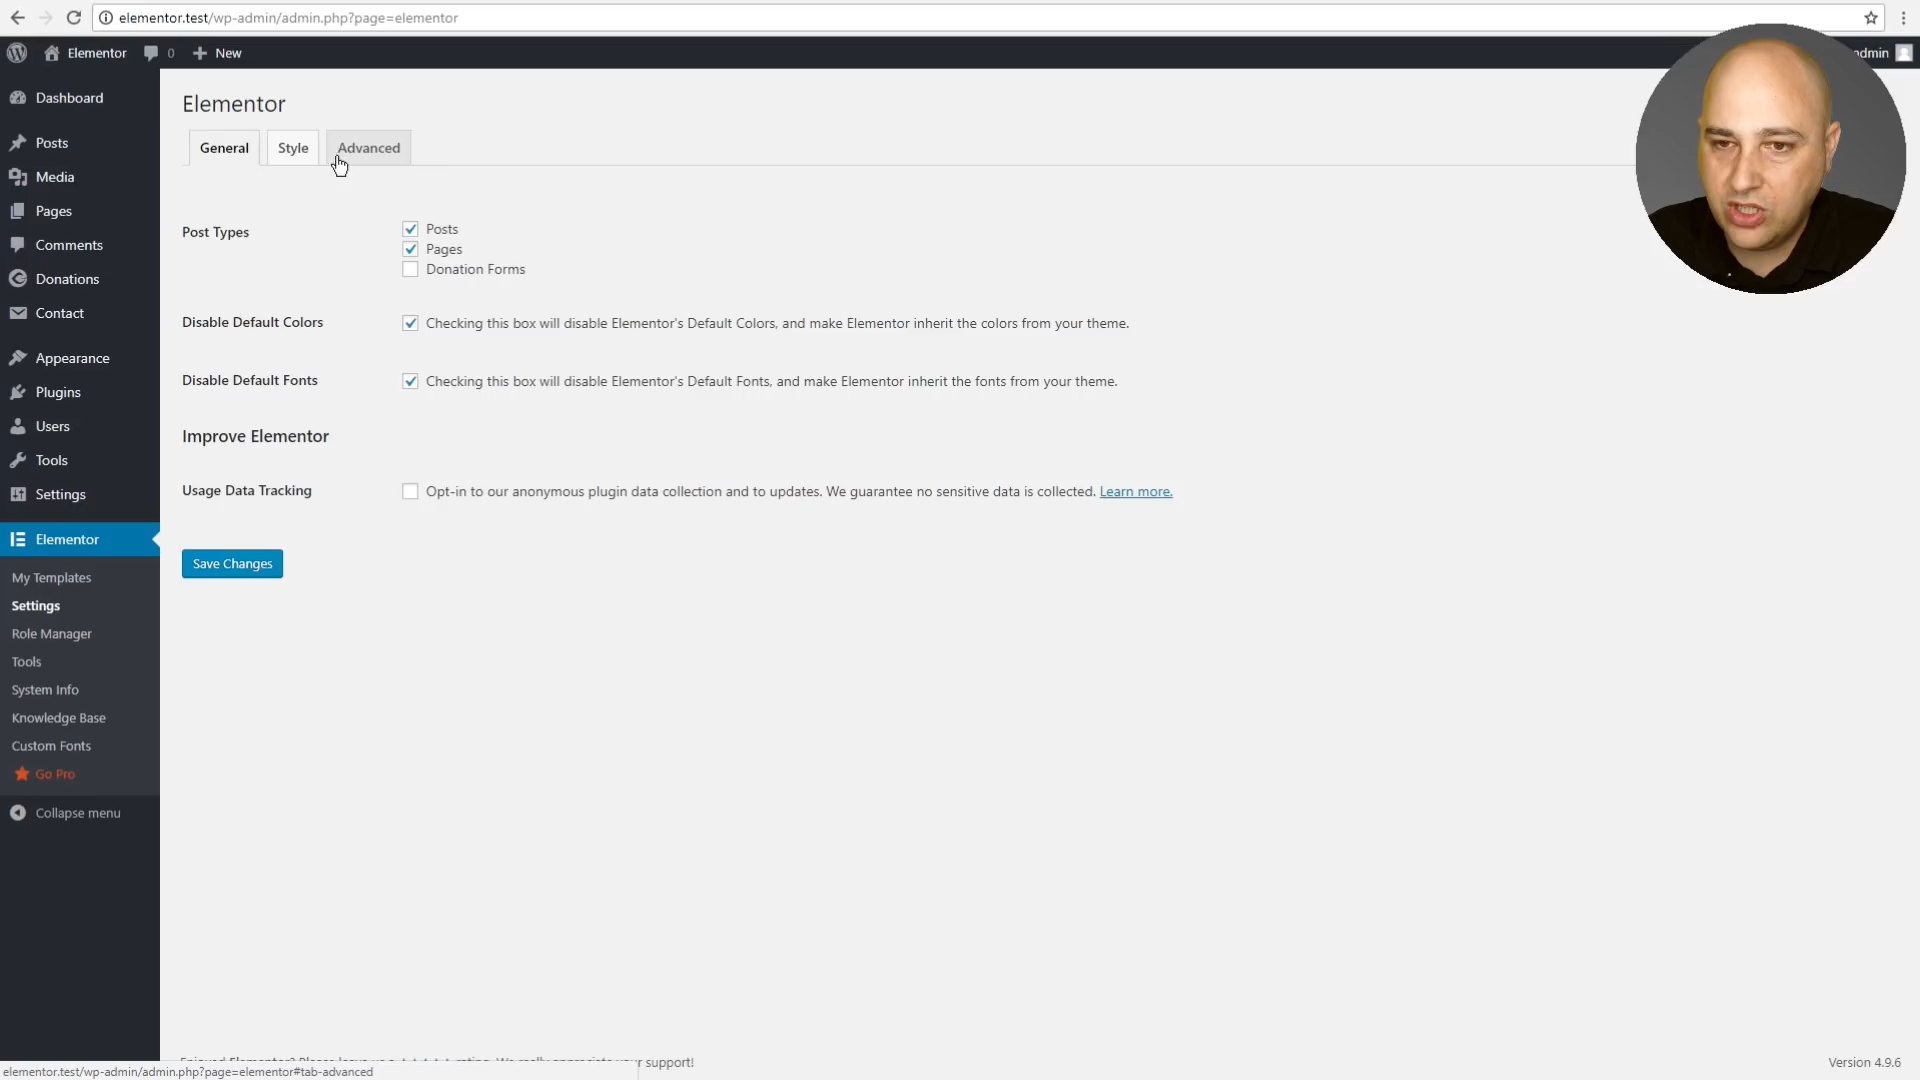 elementor.test/wp-admin/admin.php?page=elementor
Elementor 0 New
admin
Dashboard
Posts
Media
Pages
Comments
Donations
Contact
Appearance
Plugins
Users
Tools
Settings
Elementor
My Templates
Settings
Role Manager
Tools
System Info
Knowledge Base
Custom Fonts
Go Pro
Collapse menu
Elementor
General Style Advanced
Post Types
Posts
Pages
Donation Forms
Disable Default Colors Checking this box will disable Elementor's Default Colors, and make Elementor inherit the colors from your theme.
Disable Default Fonts Checking this box will disable Elementor's Default Fonts, and make Elementor inherit the fonts from your theme.
Improve Elementor
Usage Data Tracking Opt-in to our anonymous plugin data collection and to updates. We guarantee no sensitive data is collected. Learn more.
Save Changes
support!
Version 4.9.6
elementor.test/wp-admin/admin.php?page=elementor#tab-advanced